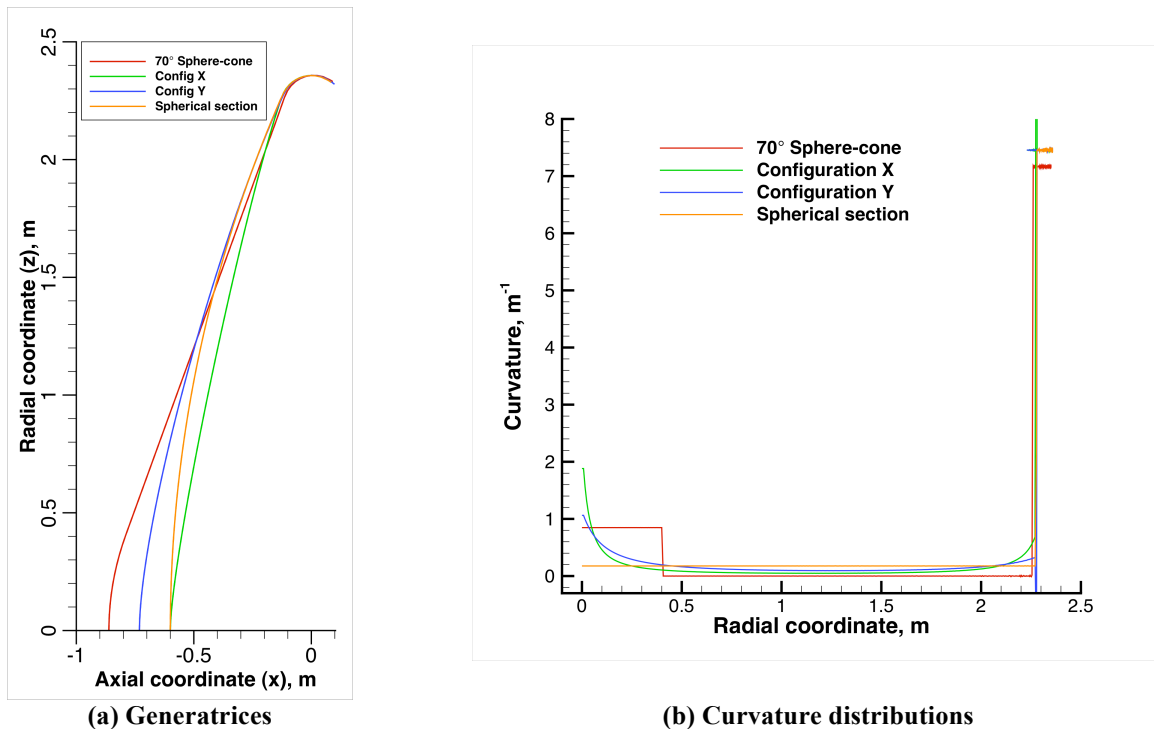 70° Sphere-cone
Config X
Config Y
Spherical section
2.5
2
1.5
1
0.5
0
Radial coordinate (z), m
-1
-0.5
0
Axial coordinate (x), m
(a) Generatrices
70° Sphere-cone
Configuration X
Configuration Y
Spherical section
8
7
6
5
4
3
2
1
0
Curvature, m-1
0
0.5
1
1.5
2
2.5
Radial coordinate, m
(b) Curvature distributions